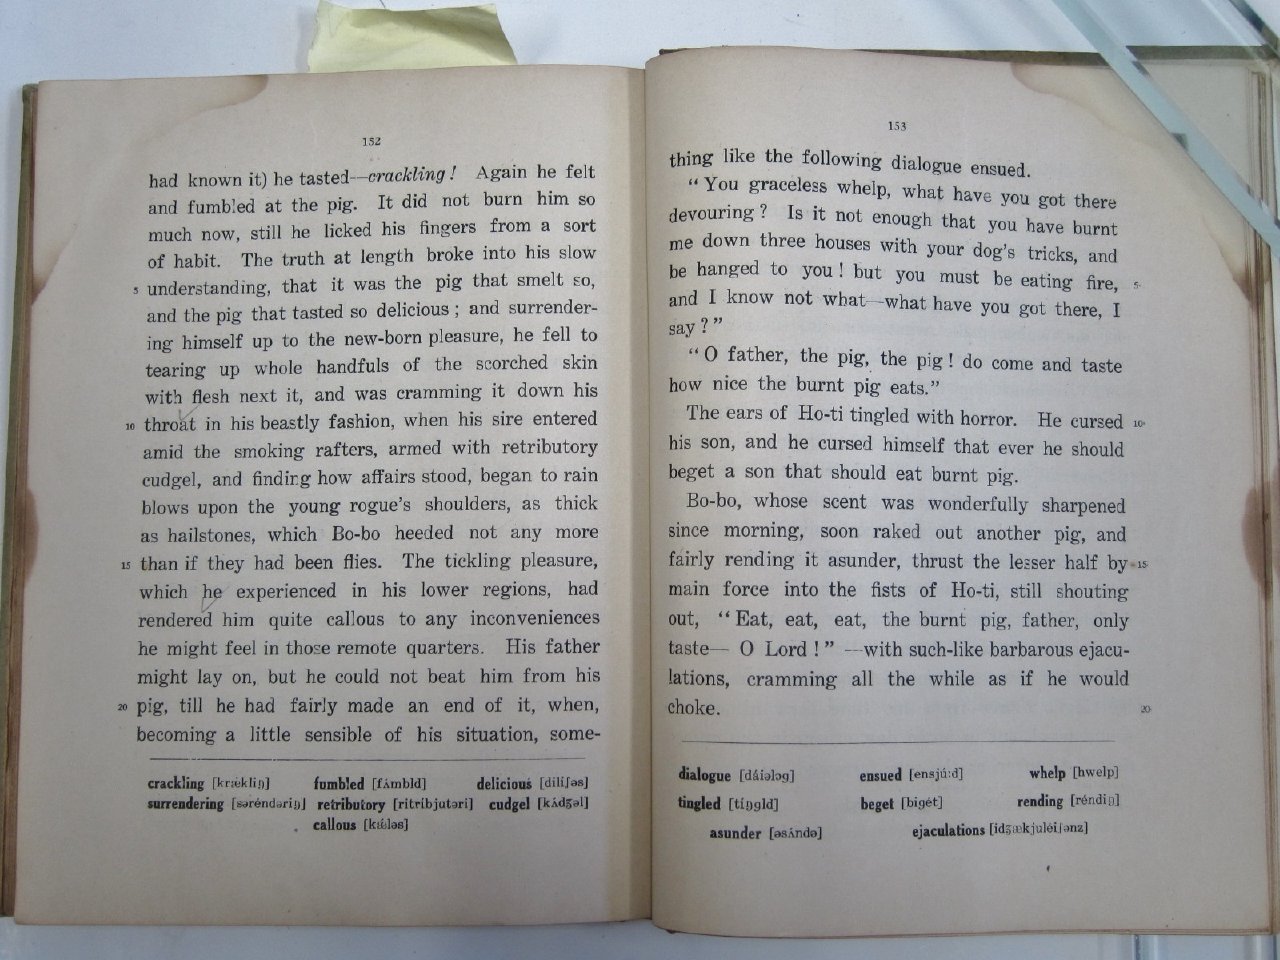 152
had known it) he tasted—crackling! Again he felt
and fumbled at the pig. It did not burn him so
much now, still he licked his fingers from a sort
of habit. The truth at length broke into his slow
5 understanding, that it was the pig that smelt so,
and the pig that tasted so delicious; and surrender-
ing himself up to the new-born pleasure, he fell to
tearing up whole handfuls of the scorched skin
with flesh next it, and was cramming it down his
10 throat in his beastly fashion, when his sire entered
amid the smoking rafters, armed with retributory
cudgel, and finding how affairs stood, began to rain
blows upon the young rogue's shoulders, as thick
as hailstones, which Bo-bo heeded not any more
15 than if they had been flies. The tickling pleasure,
which he experienced in his lower regions, had
rendered him quite callous to any inconveniences
he might feel in those remote quarters. His father
might lay on, but he could not beat him from his
20 pig, till he had fairly made an end of it, when,
becoming a little sensible of his situation, some-
crackling [krǽkliŋ] fumbled [fʌ́mbld] delicious [dilíʃəs]
surrendering [səréndəriŋ] retributory [ritríbjutəri] cudgel [kʌ́dʒəl]
callous [kǽləs]
153
thing like the following dialogue ensued.
"You graceless whelp, what have you got there
devouring? Is it not enough that you have burnt
me down three houses with your dog's tricks, and
be hanged to you! but you must be eating fire, 5
and I know not what—what have you got there, I
say?"
"O father, the pig, the pig! do come and taste
how nice the burnt pig eats."
The ears of Ho-ti tingled with horror. He cursed 10
his son, and he cursed himself that ever he should
beget a son that should eat burnt pig.
Bo-bo, whose scent was wonderfully sharpened
since morning, soon raked out another pig, and
fairly rending it asunder, thrust the lesser half by 15
main force into the fists of Ho-ti, still shouting
out, "Eat, eat, eat, the burnt pig, father, only
taste— O Lord!" —with such-like barbarous ejacu-
lations, cramming all the while as if he would
choke. 20
dialogue [dáiəlɔg] ensued [ensjúːd] whelp [hwelp]
tingled [tíŋgld] beget [bigét] rending [réndiŋ]
asunder [əsʌ́ndə] ejaculations [idʒækjuléiʃənz]